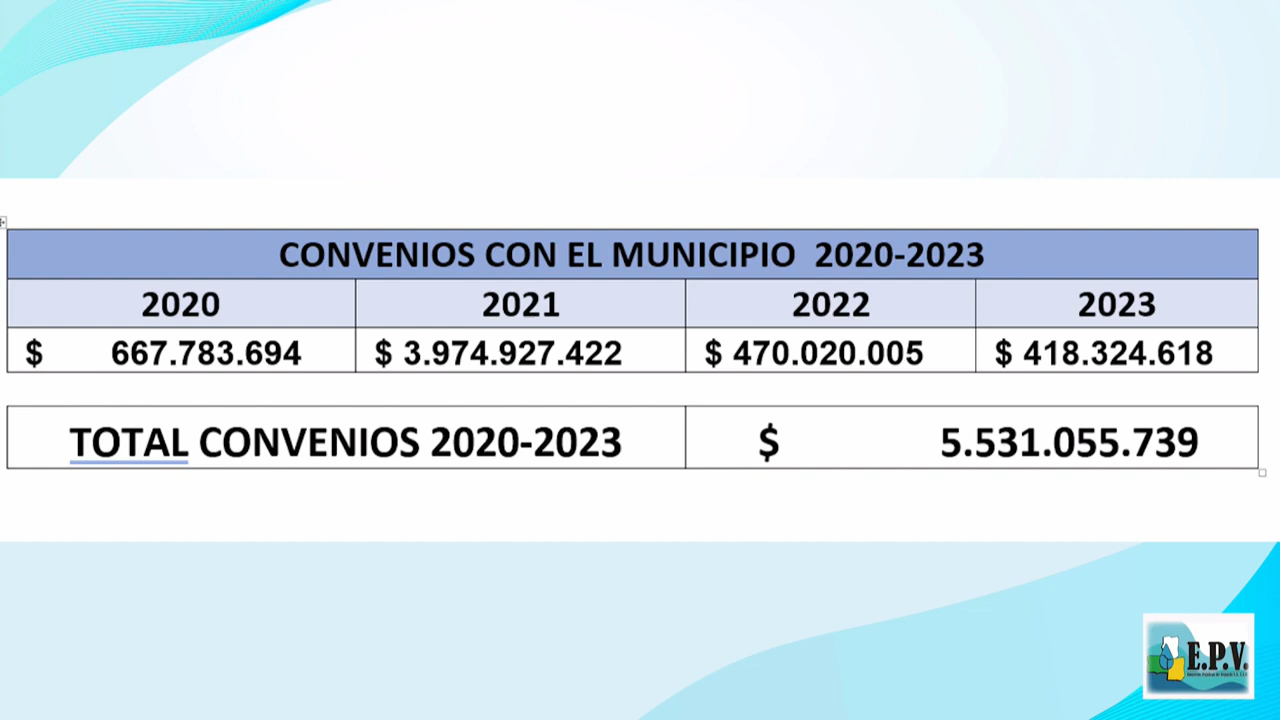 CONVENIOS CON EL MUNICIPIO 2020-2023
2020 2021 2022 2023
$ 667.783.694 $ 3.974.927.422 $ 470.020.005 $ 418.324.618
TOTAL CONVENIOS 2020-2023 $ 5.531.055.739
E.P.V.